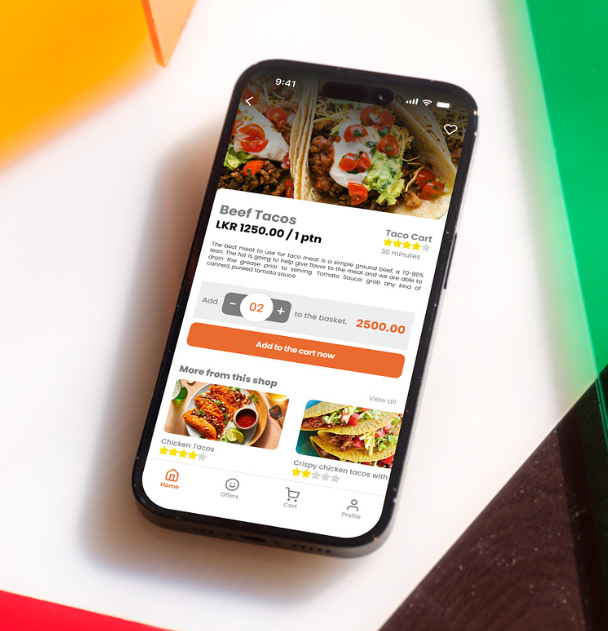 9:41
Beef Tacos
LKR 1250.00 / 1 ptn
Taco Cart
30 minutes
The best meat to use for taco meat is a simple ground beef, a 70-80%
lean. The fat is going to help give flavor to the meat and we are able to
drain the grease prior to serving. Tomato Sauce: grab any kind of
canned pureed tomato sauce
Add
−
02
+
to the basket.
2500.00
Add to the cart now
More from this shop
View all
Chicken Tacos
Crispy chicken tacos with
Home
Offers
Cart
Profile